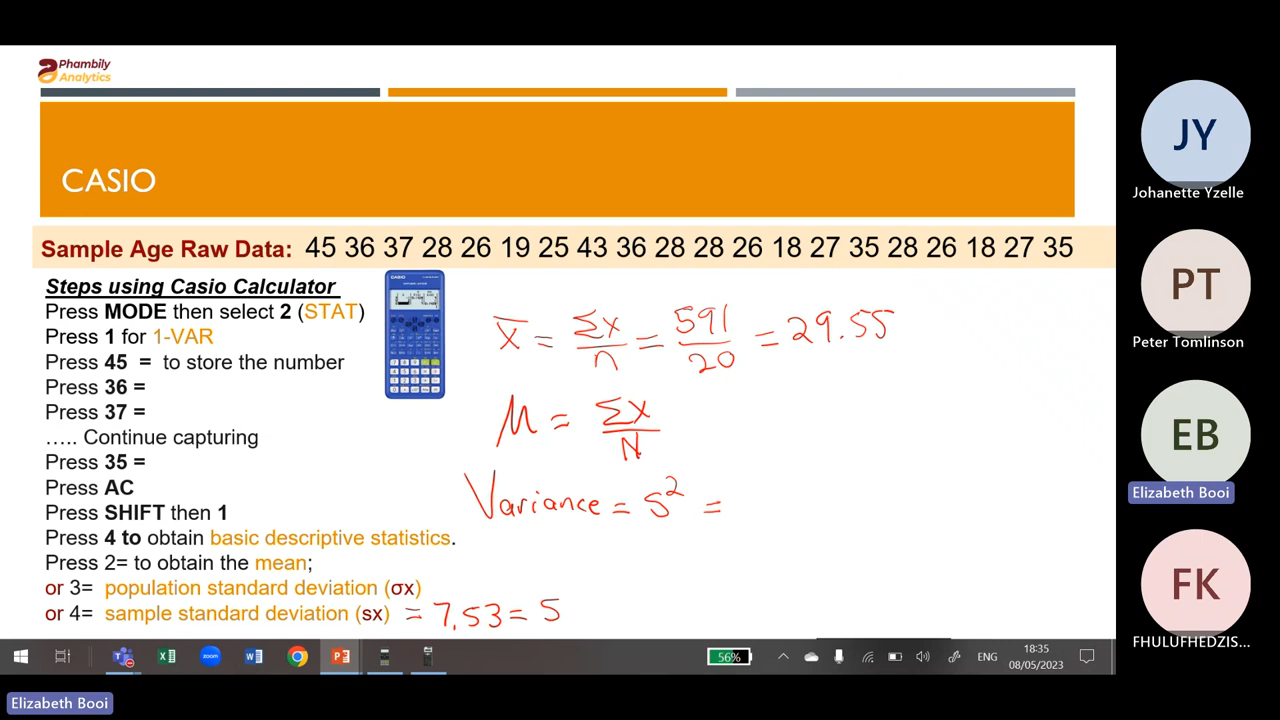 Phambily
Analytics
CASIO
Sample Age Raw Data: 45 36 37 28 26 19 25 43 36 28 28 26 18 27 35 28 26 18 27 35
Steps using Casio Calculator
Press MODE then select 2 (STAT)
Press 1 for 1-VAR
Press 45 = to store the number
Press 36 =
Press 37 =
….. Continue capturing
Press 35 =
Press AC
Press SHIFT then 1
Press 4 to obtain basic descriptive statistics.
Press 2= to obtain the mean;
or 3= population standard deviation (σx)
or 4= sample standard deviation (sx) = 7.53 = S
CASIO
x̄ = Σx/n = 591/20 = 29.55
μ = Σx/N
Variance = S² =
JY
Johanette Yzelle
PT
Peter Tomlinson
EB
Elizabeth Booi
FK
FHULUFHEDZIS...
zoom
56%
ENG
18:35
08/05/2023
Elizabeth Booi